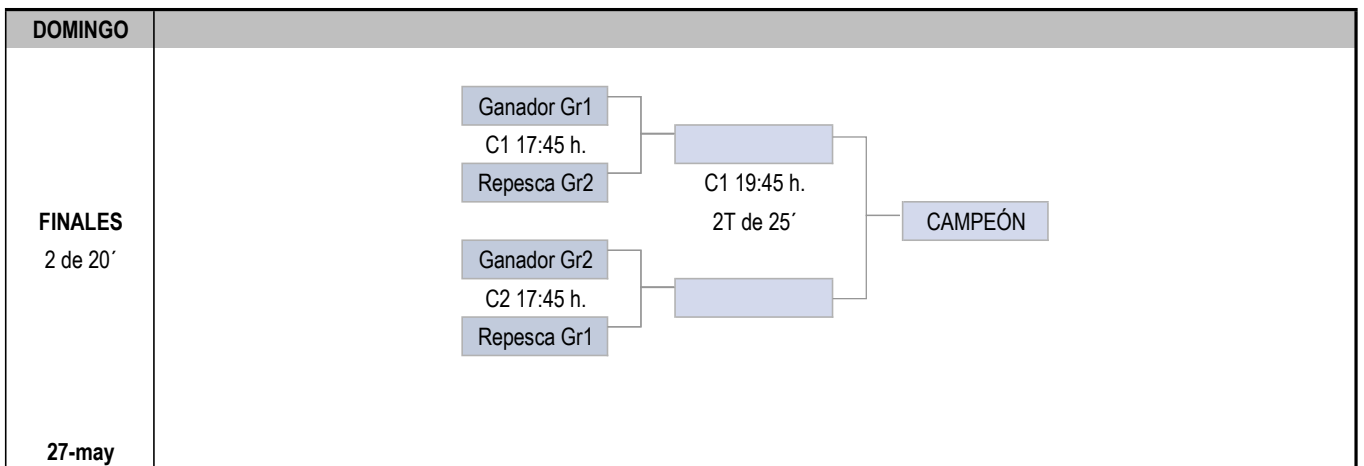 DOMINGO
Ganador Gr1
C1 17:45 h.
Repesca Gr2
C1 19:45 h.
FINALES
2T de 25´
CAMPEÓN
2 de 20´
Ganador Gr2
C2 17:45 h.
Repesca Gr1
27-may